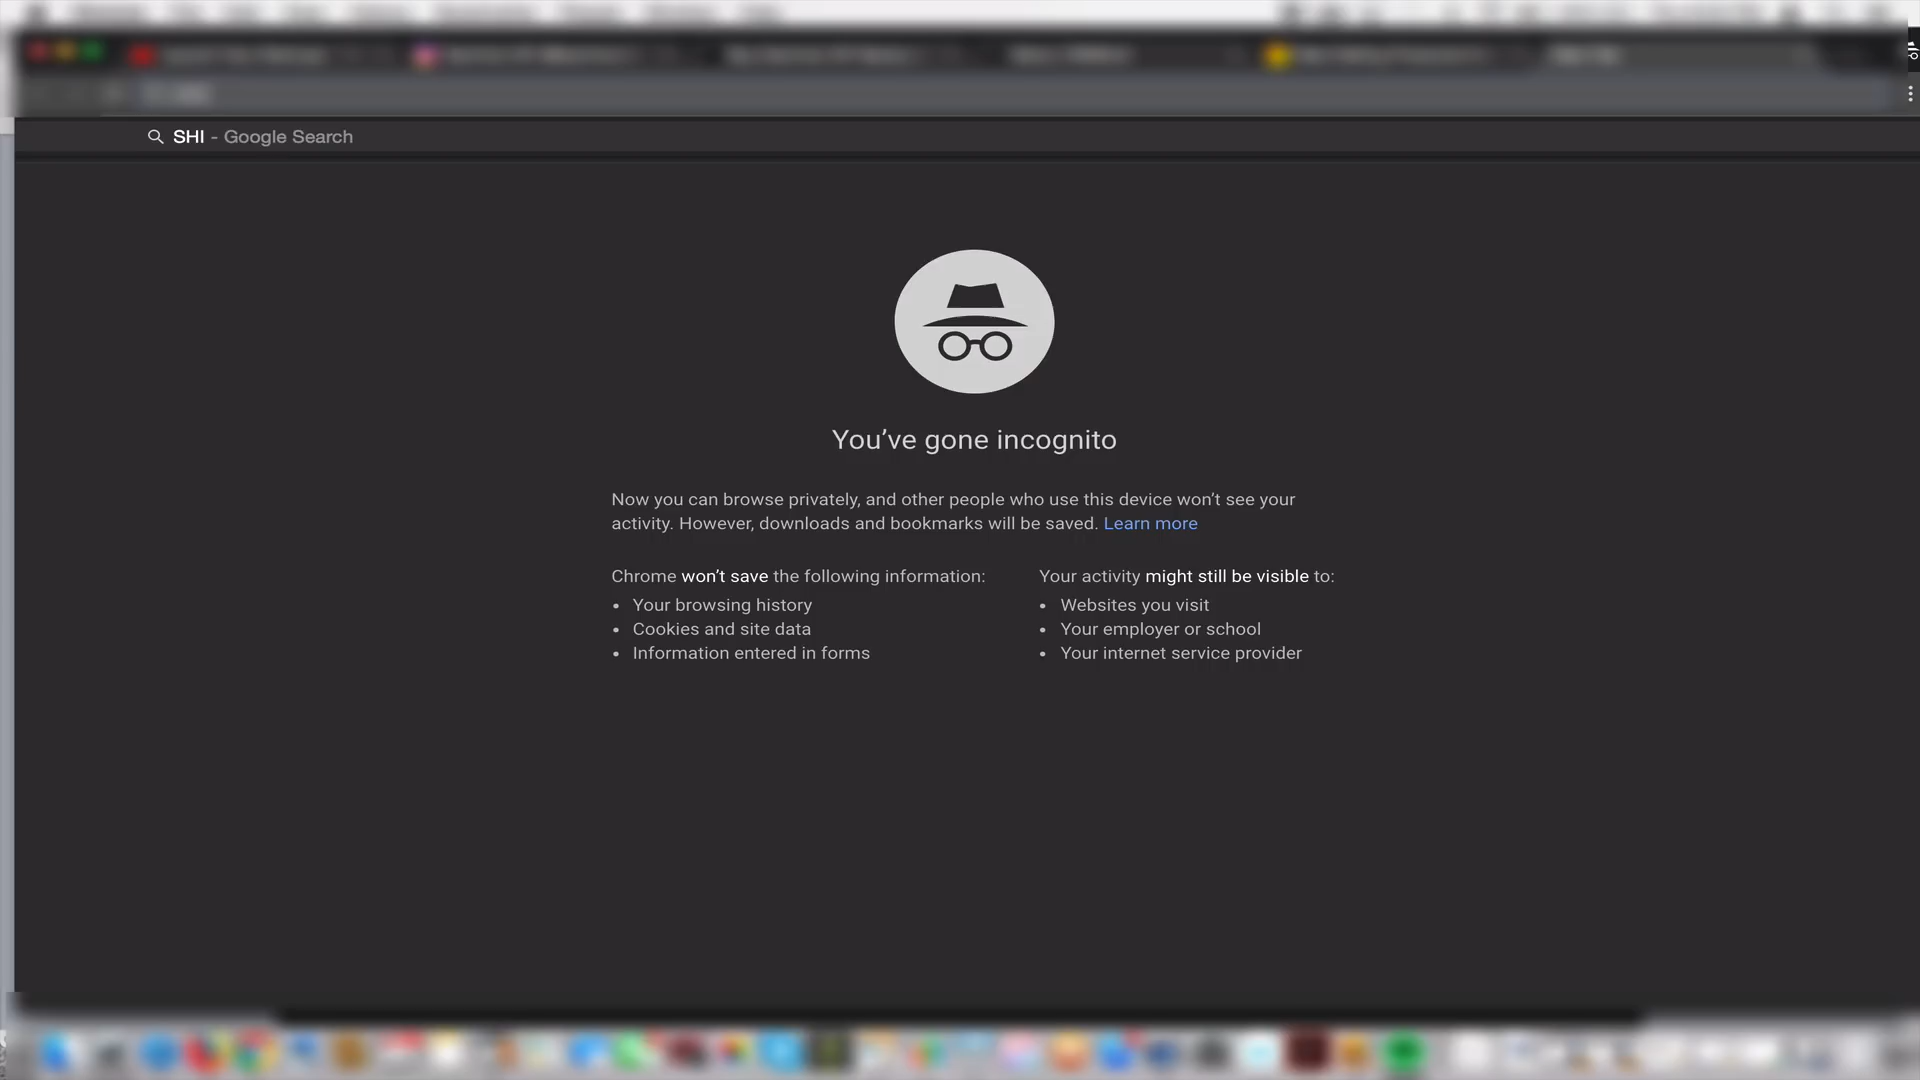 SHI - Google Search
You’ve gone incognito
Now you can browse privately, and other people who use this device won’t see your
activity. However, downloads and bookmarks will be saved. Learn more
Chrome won’t save the following information:
• Your browsing history
• Cookies and site data
• Information entered in forms
Your activity might still be visible to:
• Websites you visit
• Your employer or school
• Your internet service provider